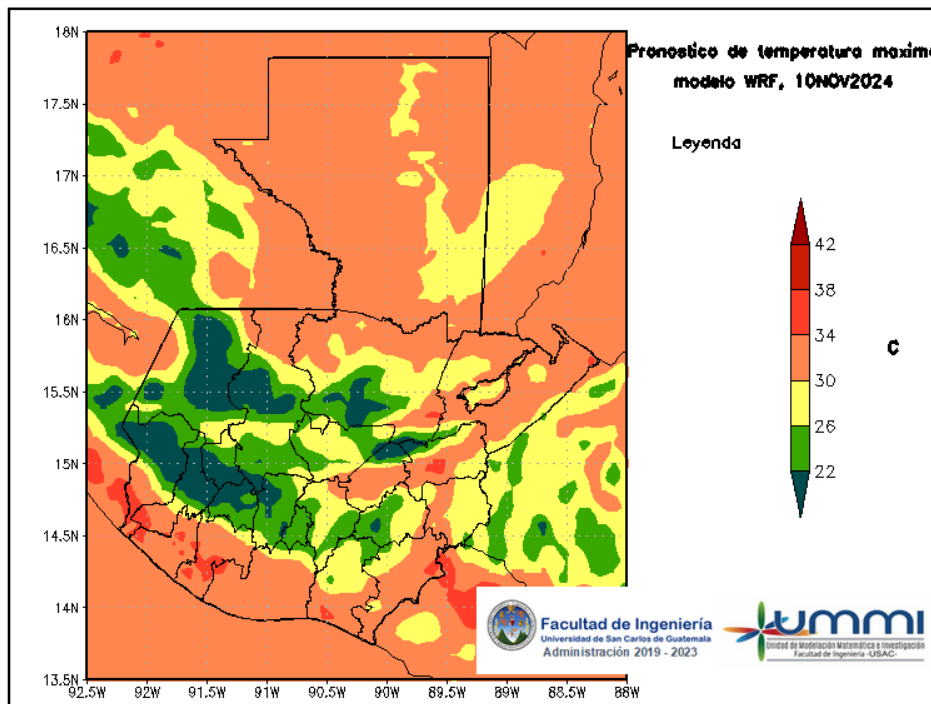 Pronostico de temperatura maxima
modelo WRF, 10NOV2024
Leyenda
42
38
34
30
26
22
C
18N
17.5N
17N
16.5N
16N
15.5N
15N
14.5N
14N
13.5N
92.5W
92W
91.5W
91W
90.5W
90W
89.5W
89W
88.5W
88W
Facultad de Ingeniería
Universidad de San Carlos de Guatemala
Administración 2019 - 2023
ummi
Unidad de Modelación Matemática e Investigación
Facultad de Ingeniería -USAC-